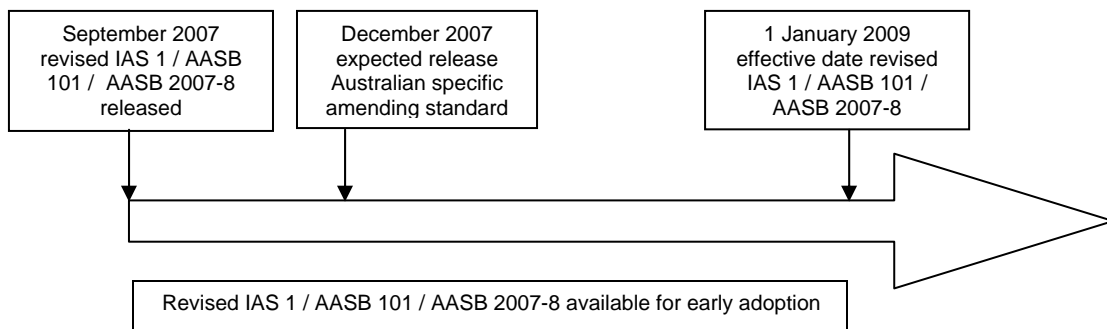 September 2007
revised IAS 1 / AASB
101 / AASB 2007-8
released
December 2007
expected release
Australian specific
amending standard
1 January 2009
effective date revised
IAS 1 / AASB 101 /
AASB 2007-8
Revised IAS 1 / AASB 101 / AASB 2007-8 available for early adoption